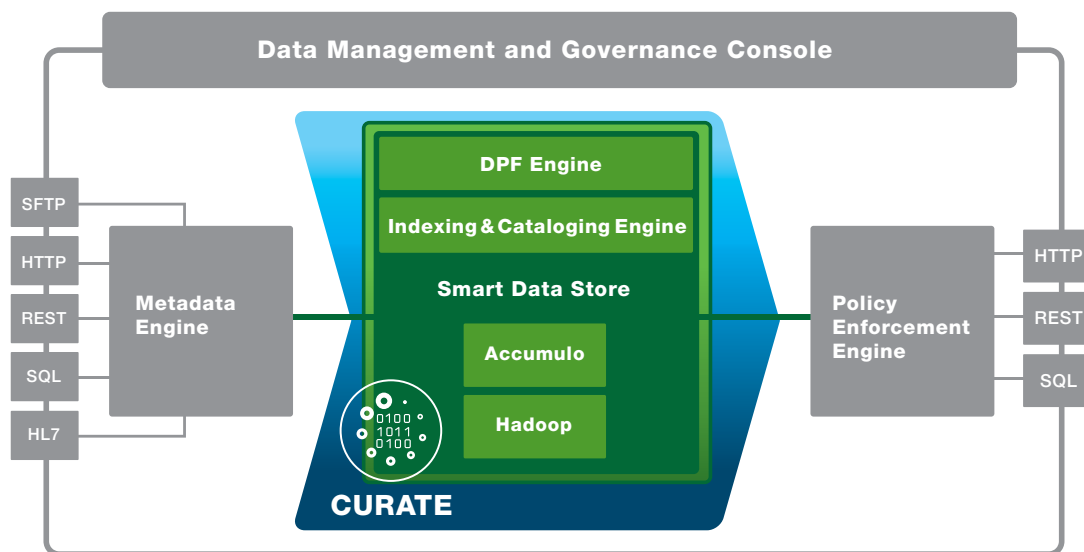 Data Management and Governance Console
SFTP
HTTP
REST
SQL
HL7
Metadata
Engine
DPF Engine
Indexing & Cataloging Engine
Smart Data Store
Accumulo
Hadoop
0100
1011
0100
CURATE
Policy
Enforcement
Engine
HTTP
REST
SQL